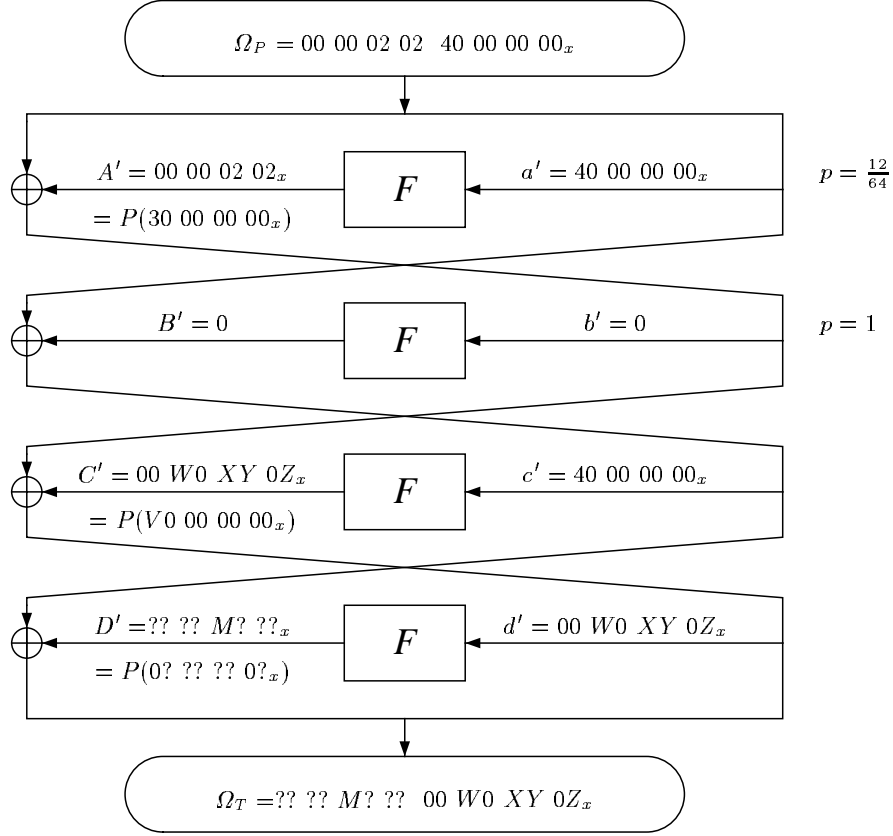 Ω_P = 00 00 02 02 40 00 00 00_x
A′ = 00 00 02 02_x F a′ = 40 00 00 00_x p = 12/64
= P(30 00 00 00_x)
B′ = 0 F b′ = 0 p = 1
C′ = 00 W0 XY 0Z_x F c′ = 40 00 00 00_x
= P(V0 00 00 00_x)
D′ =?? ?? M? ??_x F d′ = 00 W0 XY 0Z_x
= P(0? ?? ?? 0?_x)
Ω_T =?? ?? M? ?? 00 W0 XY 0Z_x